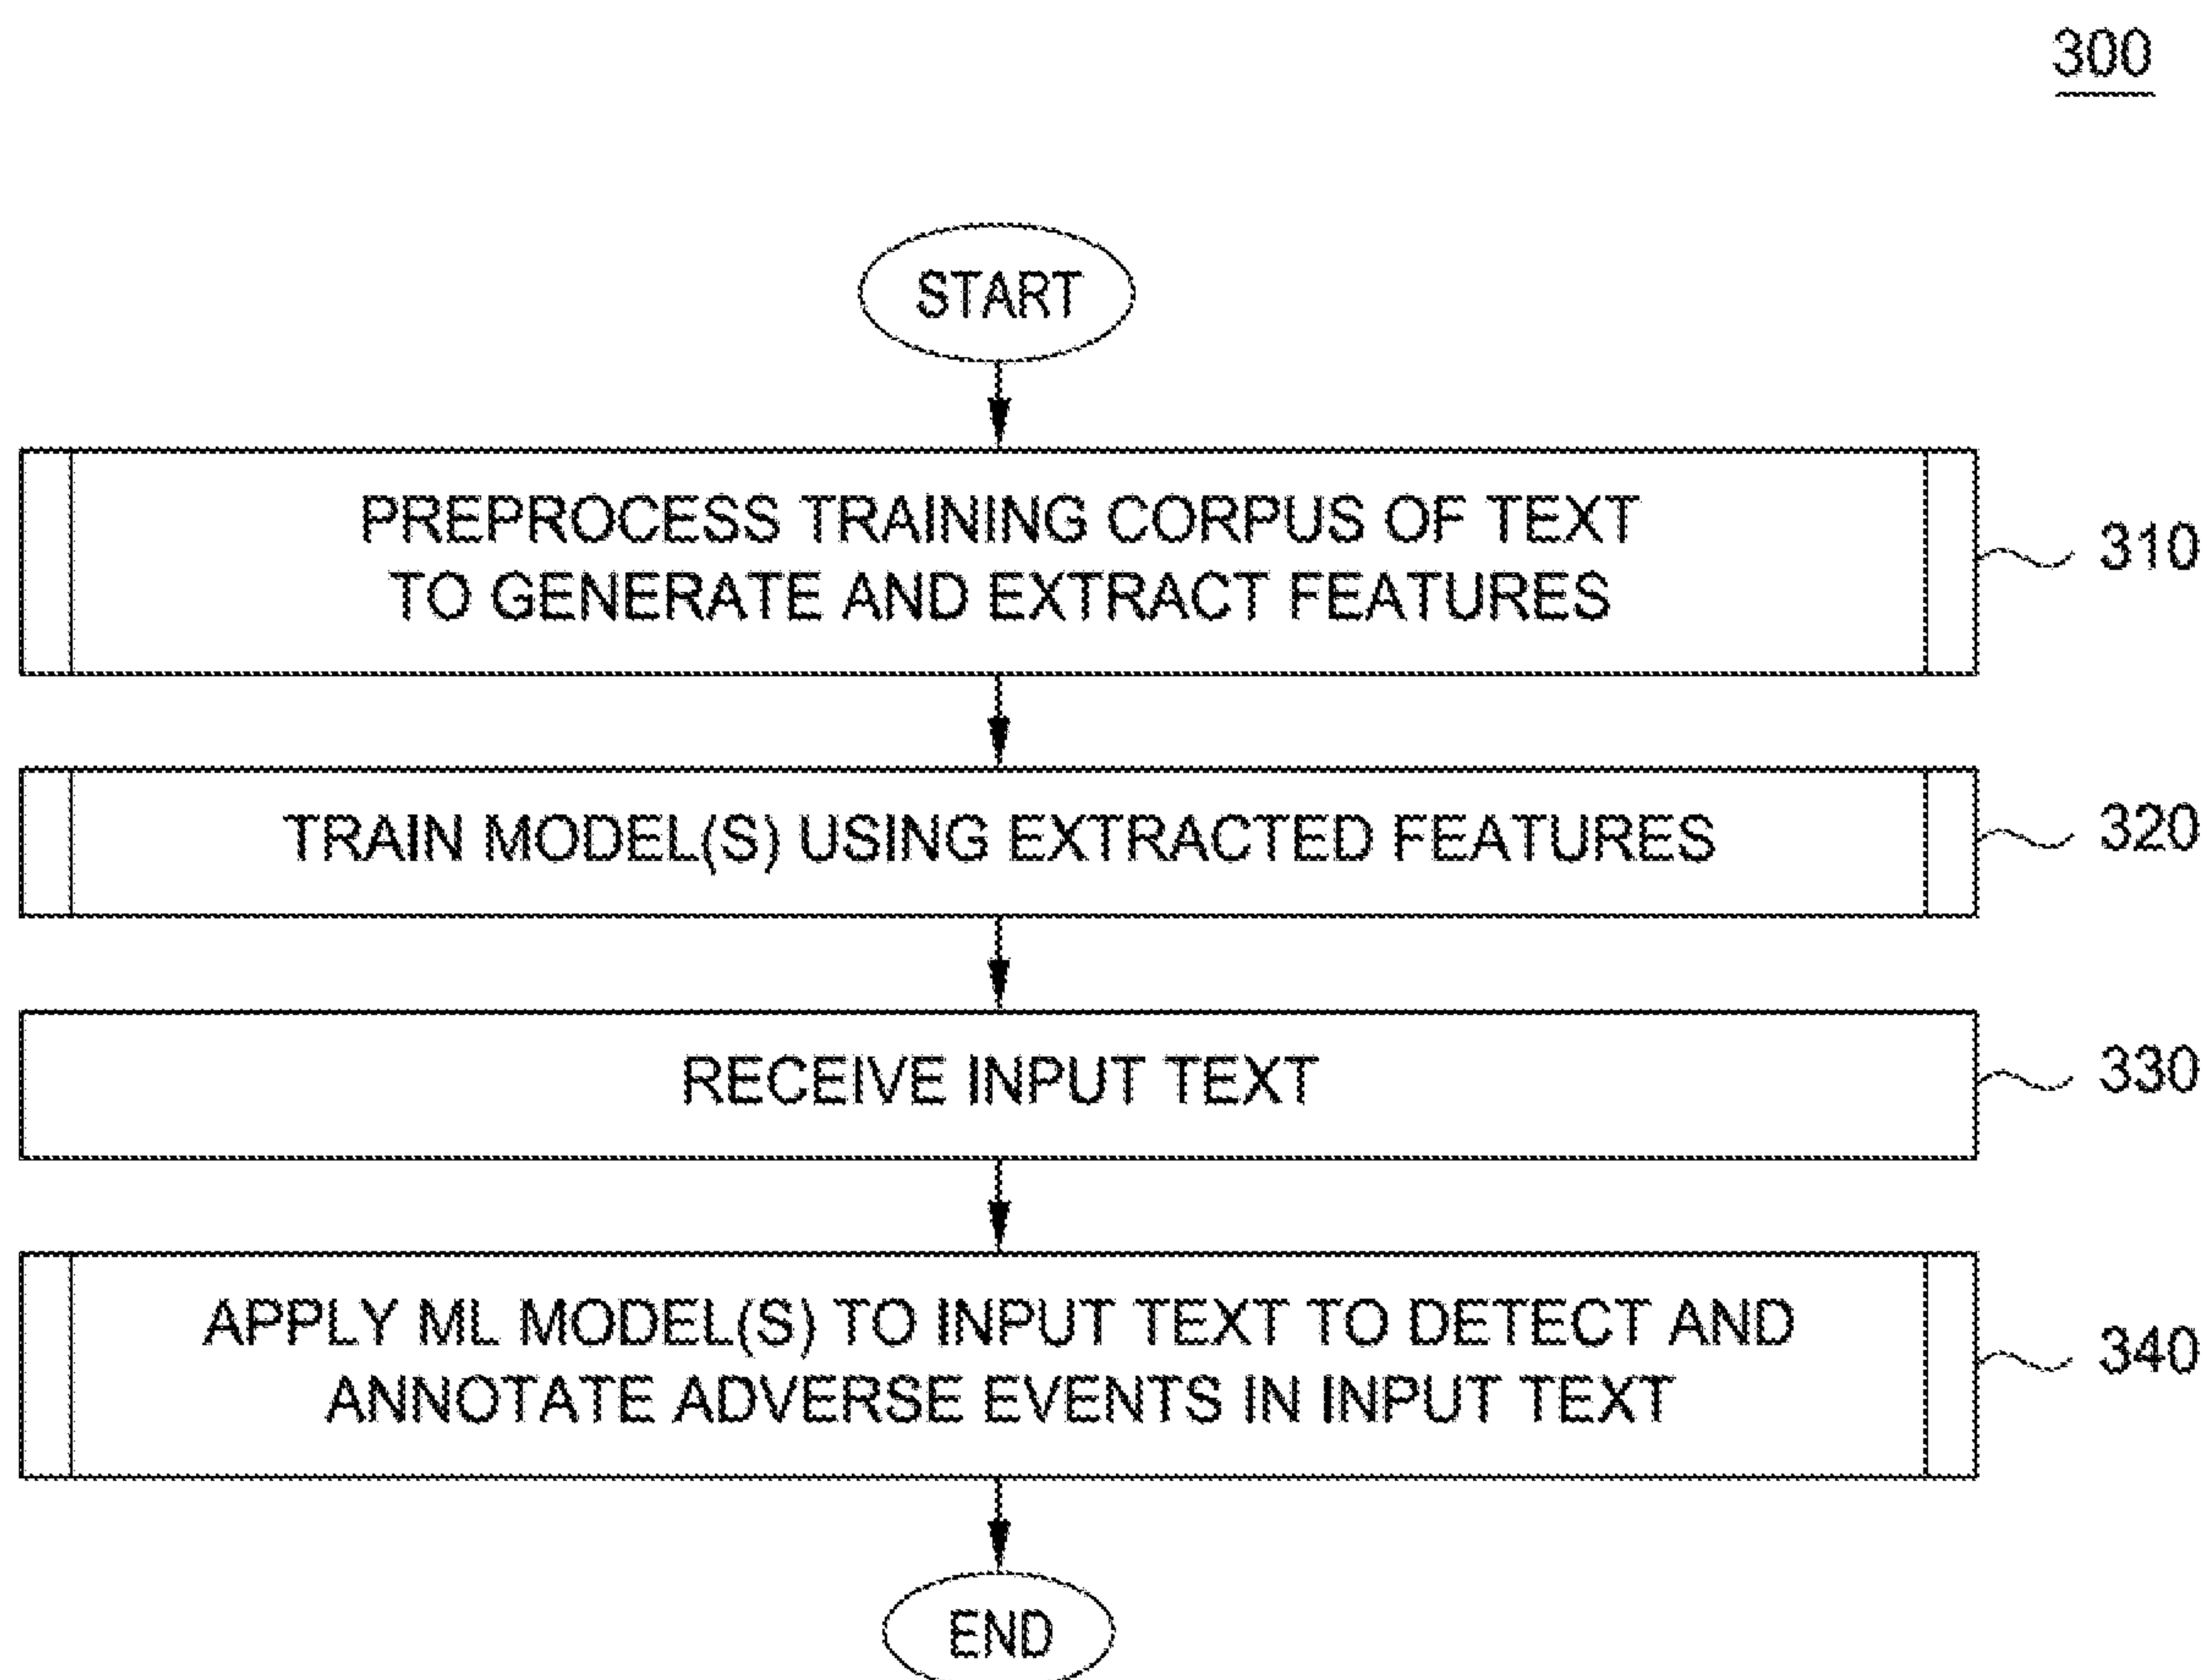 300
START
PREPROCESS TRAINING CORPUS OF TEXT
TO GENERATE AND EXTRACT FEATURES
310
TRAIN MODEL(S) USING EXTRACTED FEATURES
320
RECEIVE INPUT TEXT
330
APPLY ML MODEL(S) TO INPUT TEXT TO DETECT AND
ANNOTATE ADVERSE EVENTS IN INPUT TEXT
340
END